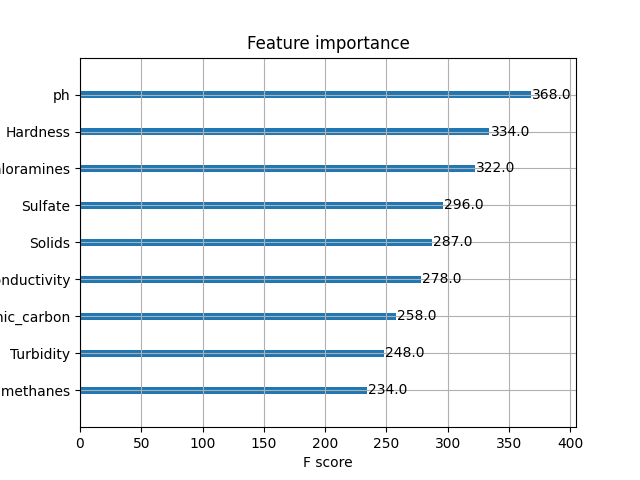 Feature importance
ph 368.0
Hardness 334.0
loramines 322.0
Sulfate 296.0
Solids 287.0
onductivity 278.0
nic_carbon 258.0
Turbidity 248.0
methanes 234.0
0 50 100 150 200 250 300 350 400
F score